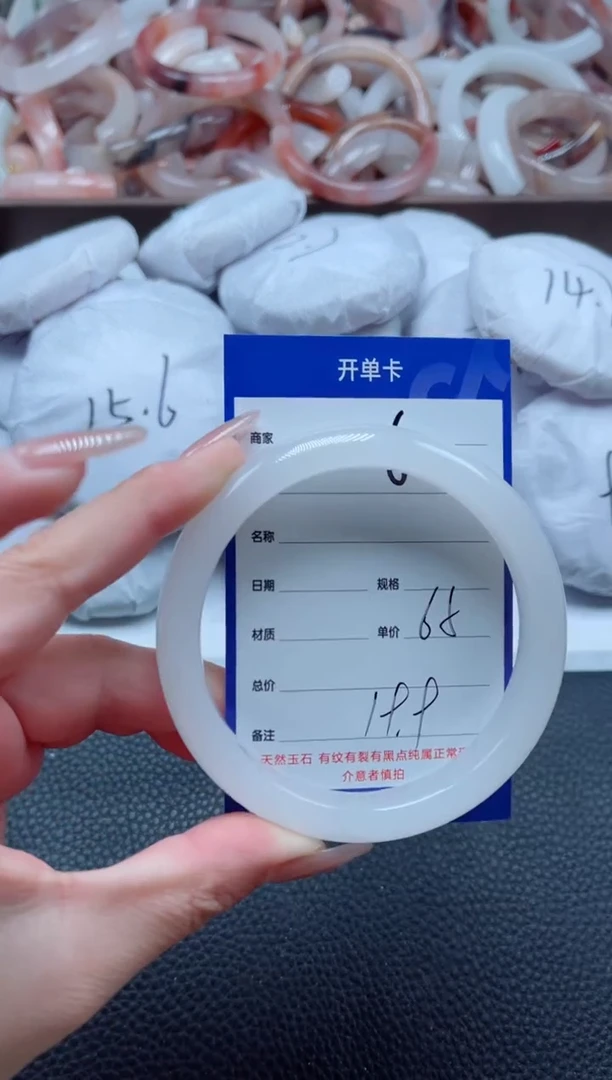 15.6
14.
开单卡
商家
6
名称
日期 规格
材质 单价 68
总价
备注 19.9
天然玉石 有纹有裂有黑点纯属正常
介意者慎拍